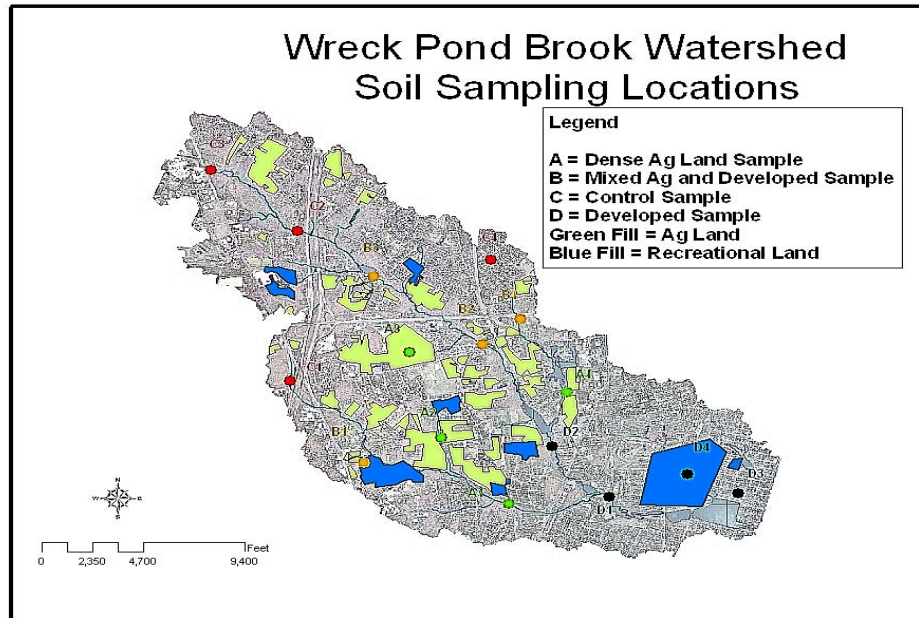 Wreck Pond Brook Watershed
Soil Sampling Locations
Legend
A = Dense Ag Land Sample
B = Mixed Ag and Developed Sample
C = Control Sample
D = Developed Sample
Green Fill = Ag Land
Blue Fill = Recreational Land
C3
C2
C4
B3
B2
A3
C1
A2
B1
D2
D4
D3
A1
D1
N
W
E
S
Feet
0 2,350 4,700 9,400